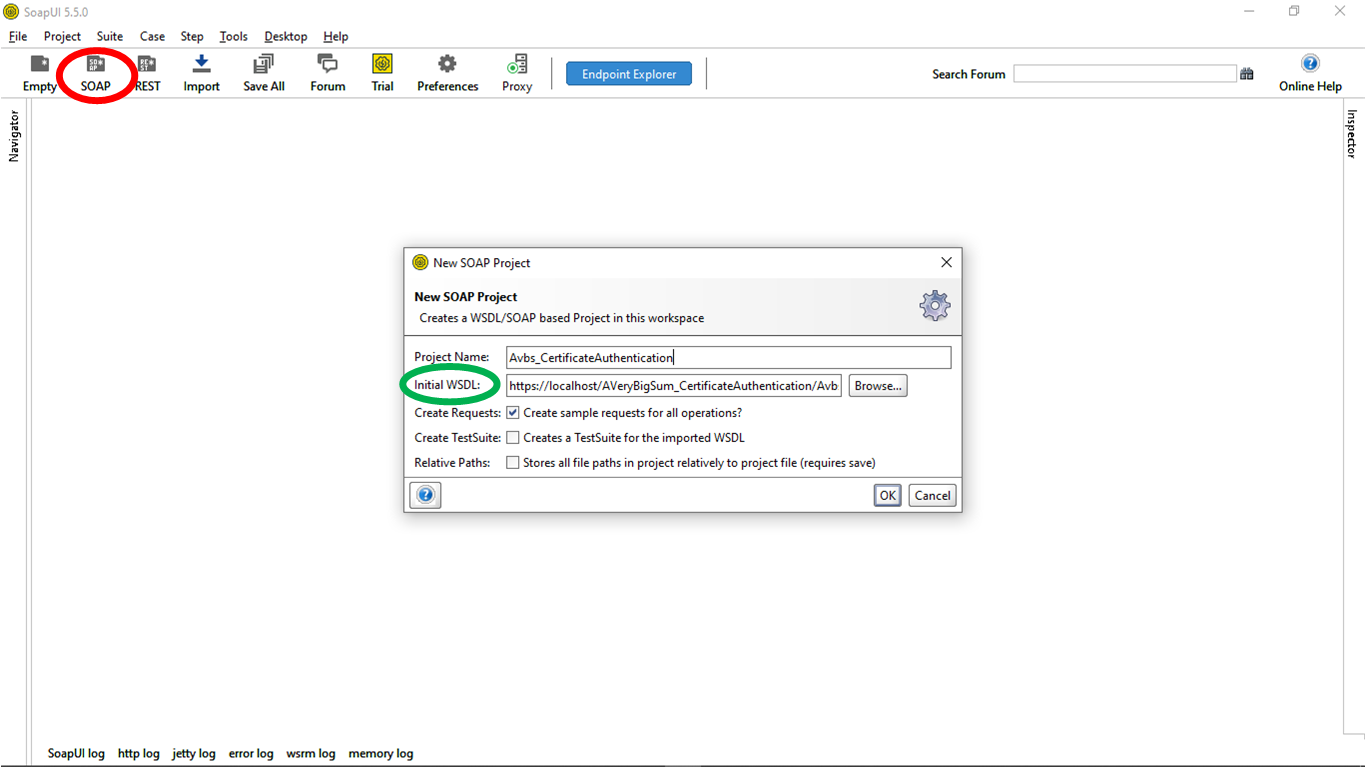 SoapUI 5.5.0
File Project Suite Case Step Tools Desktop Help
Empty SOAP REST Import Save All Forum Trial Preferences Proxy Endpoint Explorer Search Forum Online Help
Navigator
Inspector
New SOAP Project
New SOAP Project
Creates a WSDL/SOAP based Project in this workspace
Project Name: Avbs_CertificateAuthentication
Initial WSDL: https://localhost/AVeryBigSum_CertificateAuthentication/Avb Browse...
Create Requests: Create sample requests for all operations?
Create TestSuite: Creates a TestSuite for the imported WSDL
Relative Paths: Stores all file paths in project relatively to project file (requires save)
OK Cancel
SoapUI log http log jetty log error log wsrm log memory log